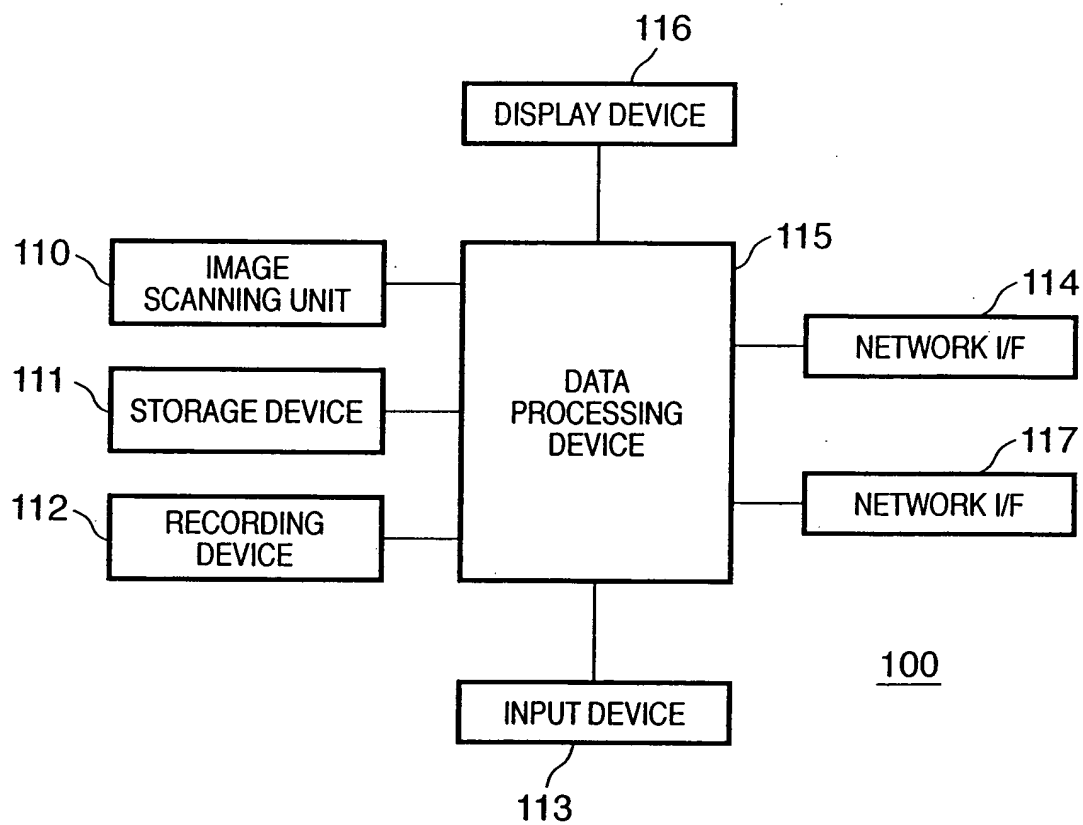 116
DISPLAY DEVICE
110
IMAGE
SCANNING UNIT
115
114
NETWORK I/F
111
STORAGE DEVICE
DATA
PROCESSING
DEVICE
117
NETWORK I/F
112
RECORDING
DEVICE
100
INPUT DEVICE
113